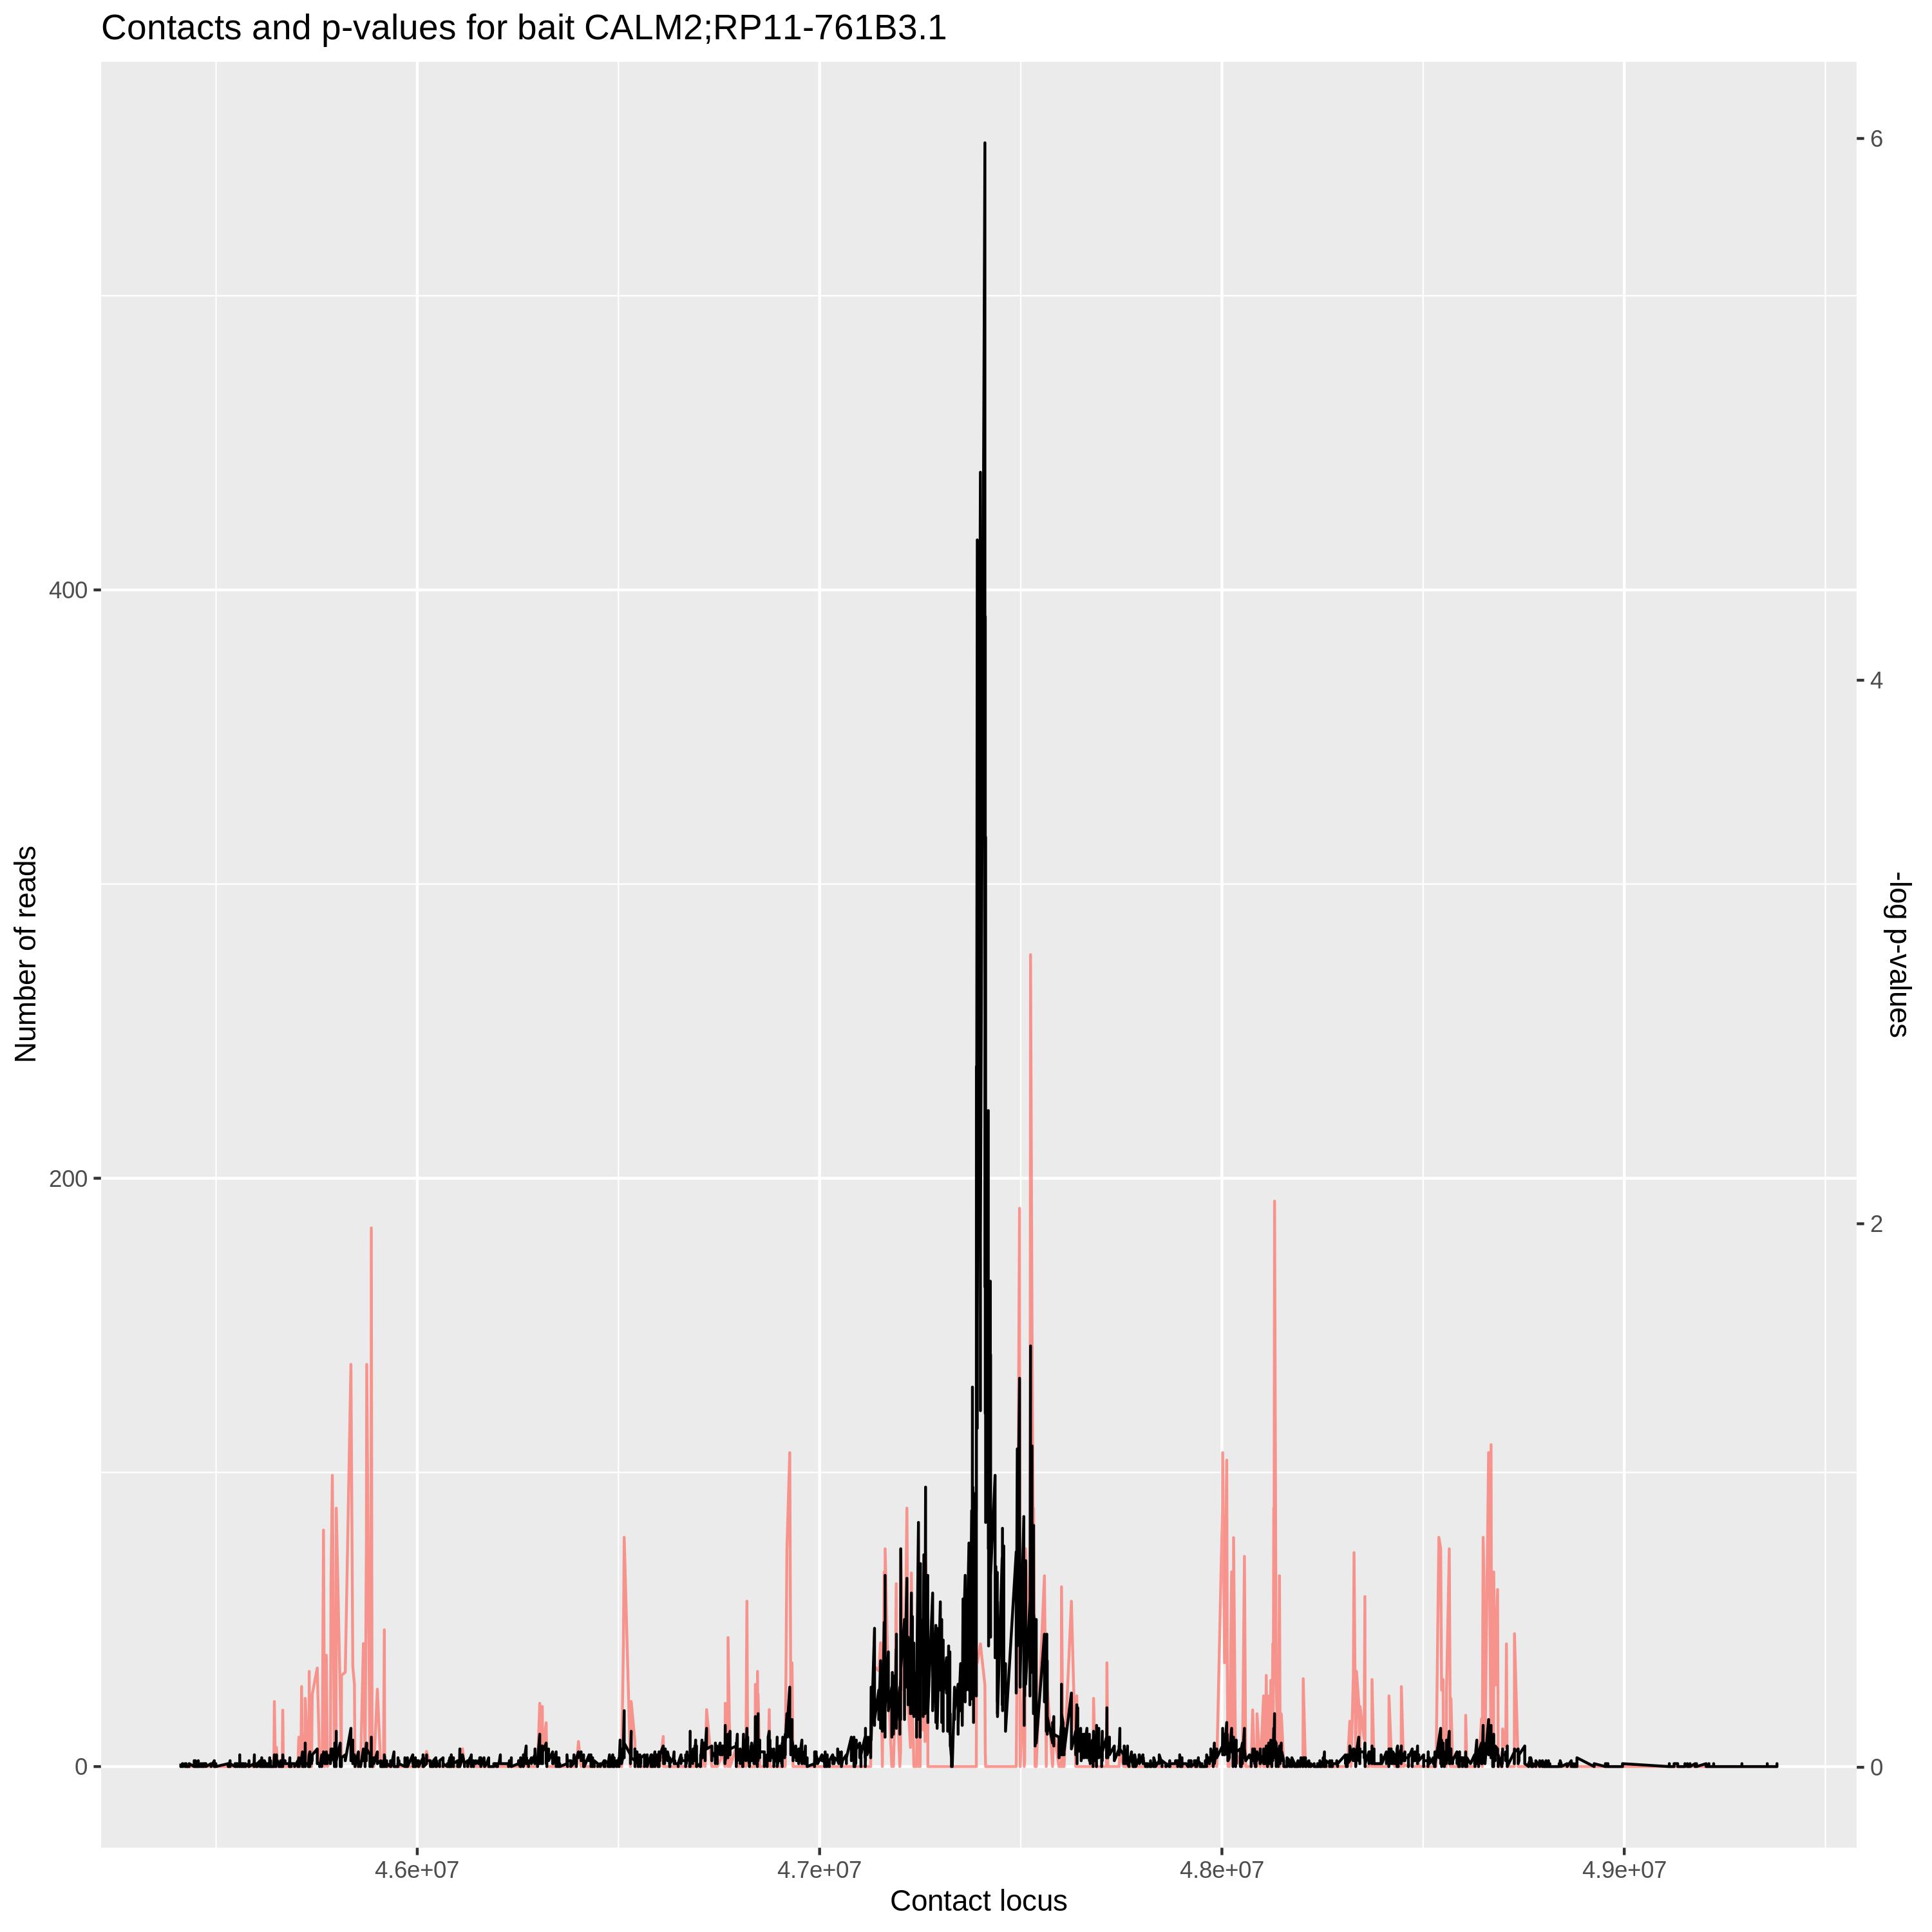 Contacts and p-values for bait CALM2;RP11-761B3.1
6
400
4
Number of reads
-log p-values
200
2
0
0
4.6e+07
4.7e+07
4.8e+07
4.9e+07
Contact locus